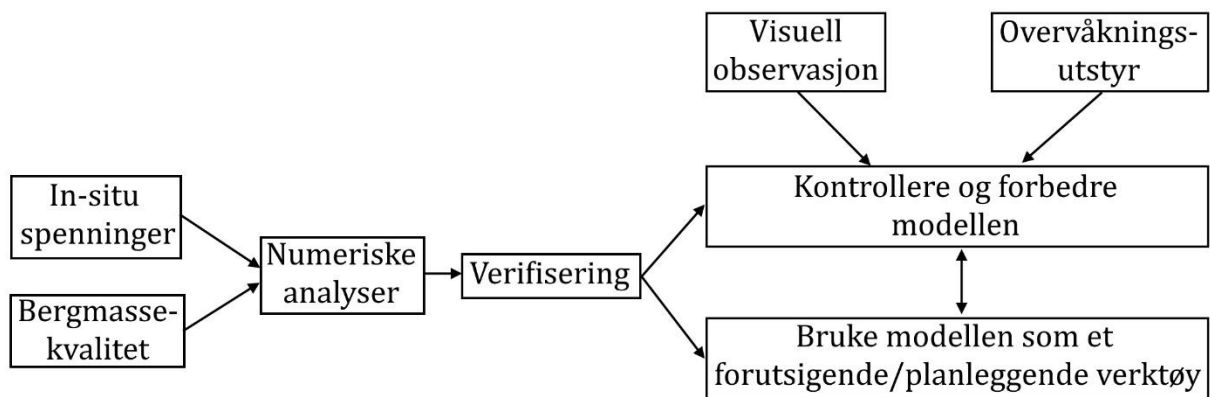 Visuell
observasjon
Overvåknings-
utstyr
In-situ
spenninger
Bergmasse-
kvalitet
Numeriske
analyser
Verifisering
Kontrollere og forbedre
modellen
Bruke modellen som et
forutsigende/planleggende verktøy